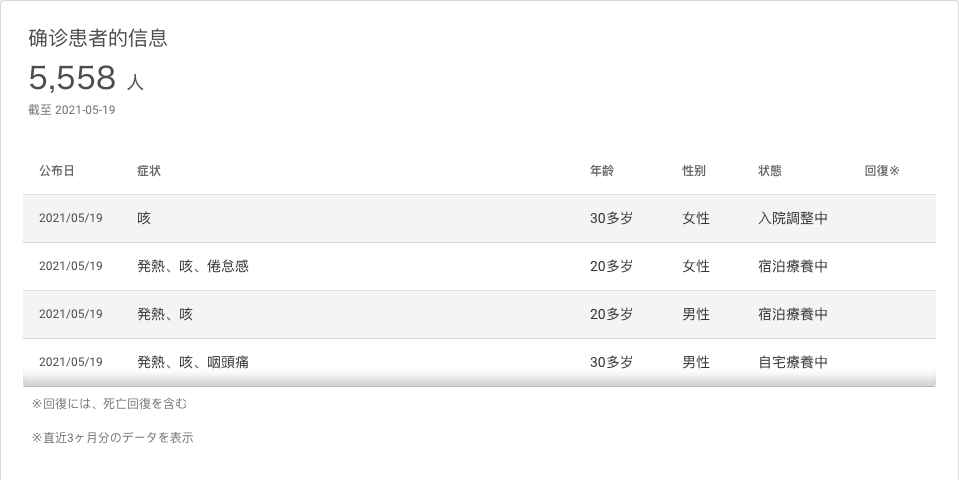 确诊患者的信息
5,558 人
截至 2021-05-19
公布日 症状 年齢 性别 状態 回復※
2021/05/19 咳 30多岁 女性 入院調整中
2021/05/19 発熱、咳、倦怠感 20多岁 女性 宿泊療養中
2021/05/19 発熱、咳 20多岁 男性 宿泊療養中
2021/05/19 発熱、咳、咽頭痛 30多岁 男性 自宅療養中
※回復には、死亡回復を含む
※直近3ヶ月分のデータを表示